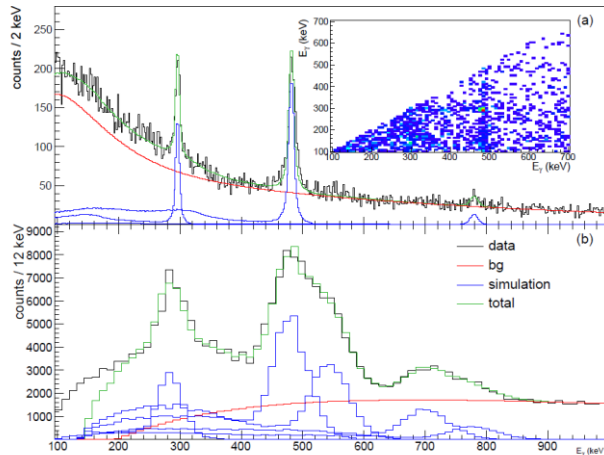 counts / 2 keV
250
200
150
100
50
(a)
Eγ (keV)
700
600
500
400
300
200
100
100 200 300 400 500 600 700
Eγ (keV)
(b)
counts / 12 keV
9000
8000
7000
6000
5000
4000
3000
2000
1000
data
bg
simulation
total
100 200 300 400 500 600 700 800 900
Eγ (keV)